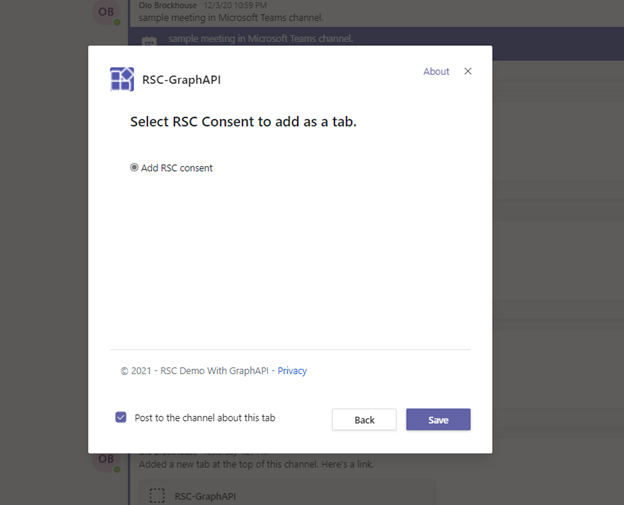 OB
Olo Brockhouse 12/3/20 10:59 PM
sample meeting in Microsoft Teams channel.
sample meeting in Microsoft Teams channel.
RSC-GraphAPI
About
Select RSC Consent to add as a tab.
Add RSC consent
© 2021 - RSC Demo With GraphAPI - Privacy
Post to the channel about this tab
Back
Save
OB
Added a new tab at the top of this channel. Here's a link.
RSC-GraphAPI